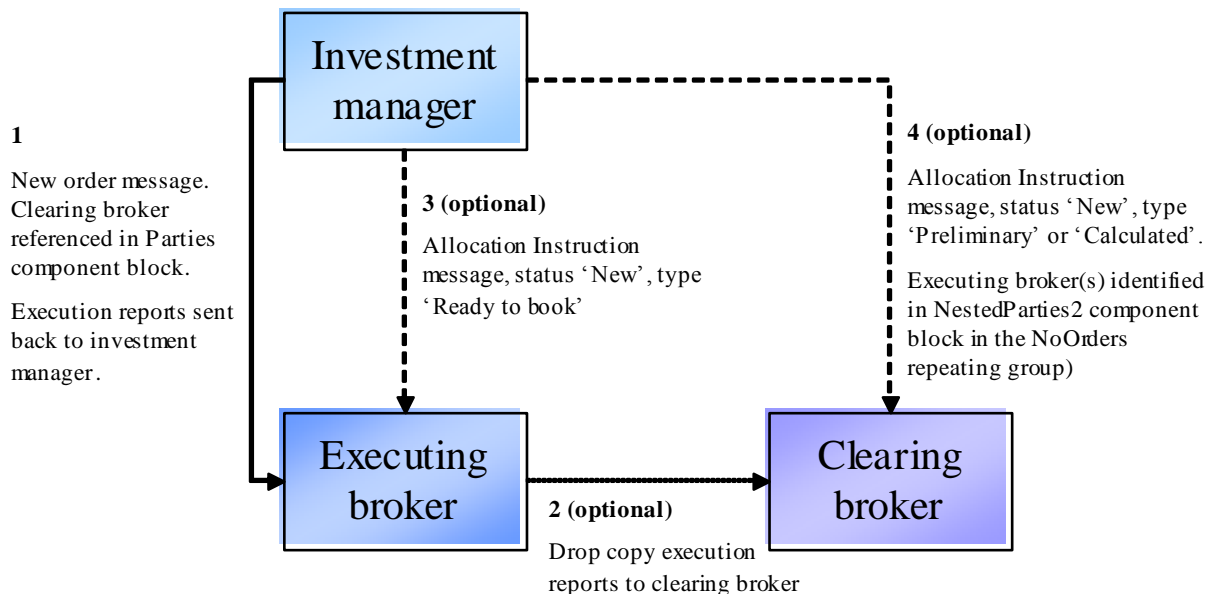 Investment
manager
1
New order message.
Clearing broker
referenced in Parties
component block.
Execution reports sent
back to investment
manager.
3 (optional)
Allocation Instruction
message, status ‘New’, type
‘Ready to book’
4 (optional)
Allocation Instruction
message, status ‘New’, type
‘Preliminary’ or ‘Calculated’.
Executing broker(s) identified
in NestedParties2 component
block in the NoOrders
repeating group)
Executing
broker
2 (optional)
Drop copy execution
reports to clearing broker
Clearing
broker